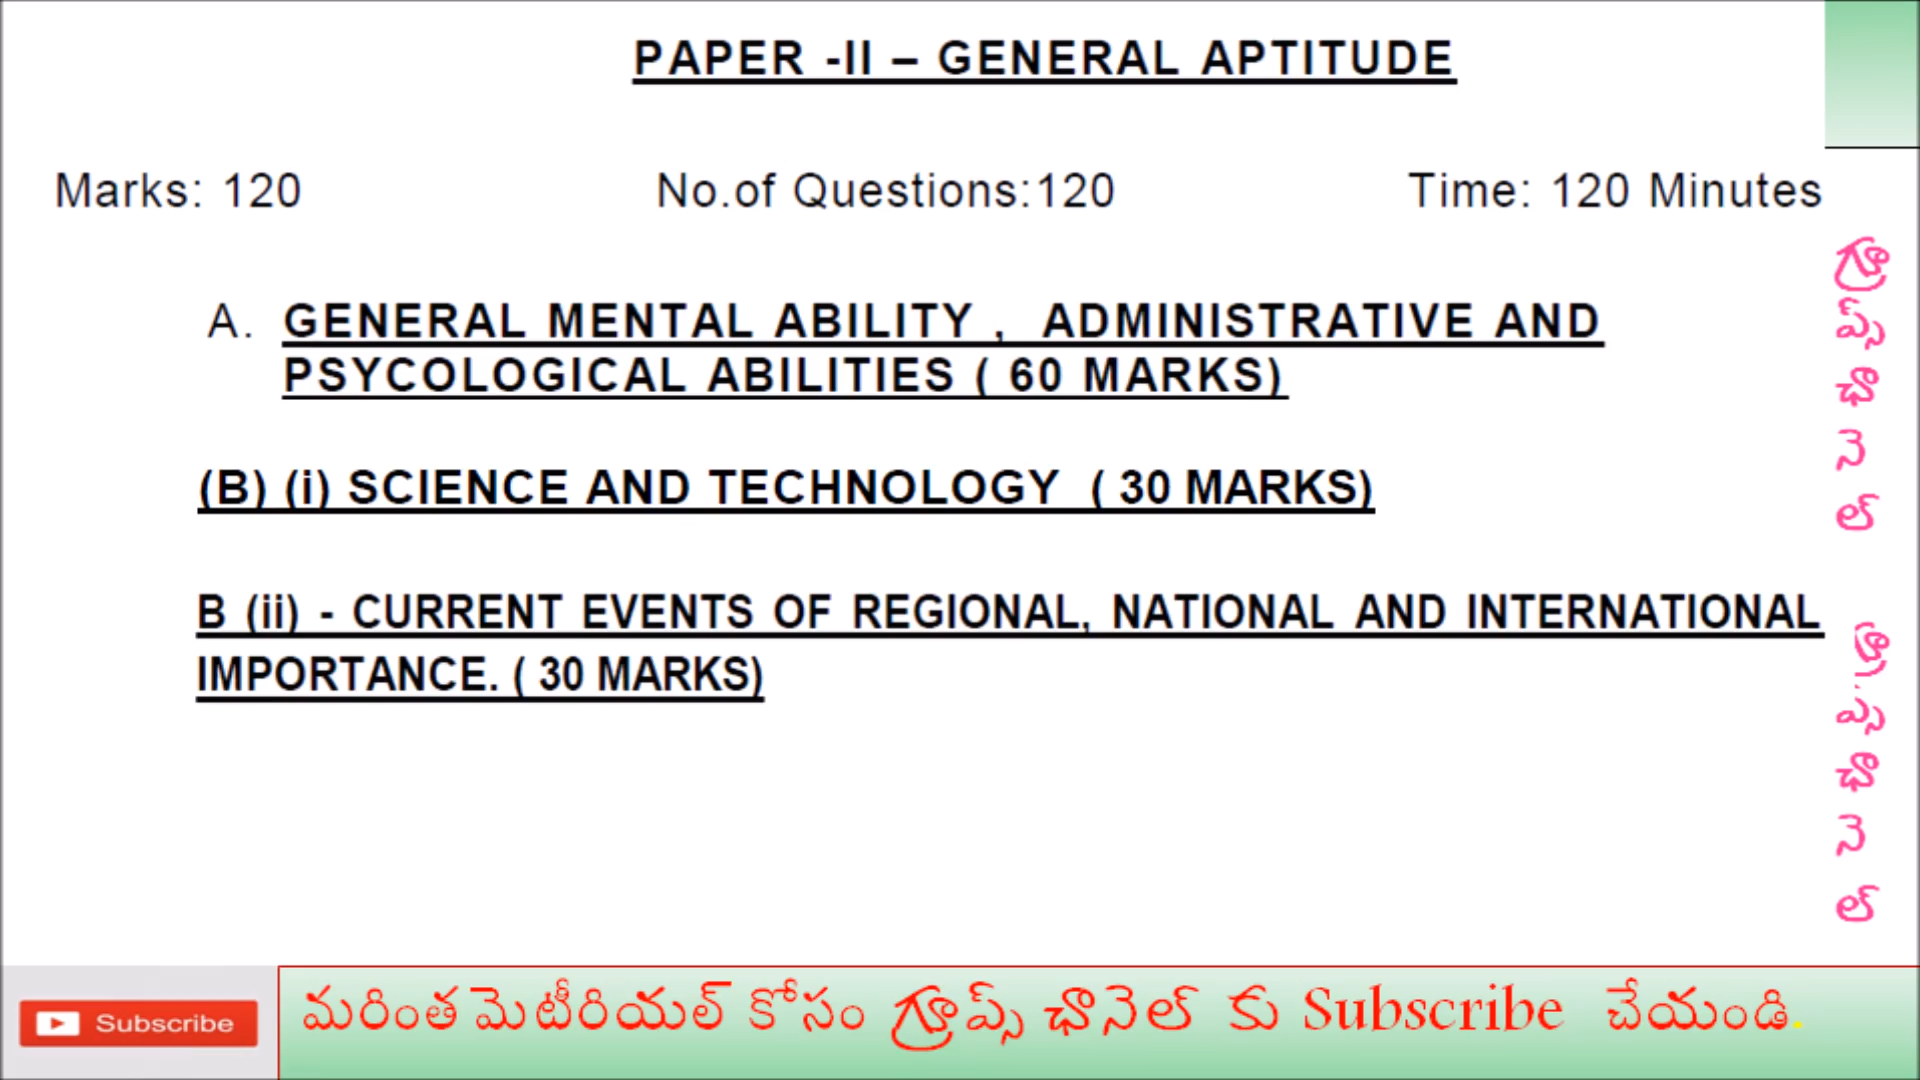 PAPER -II – GENERAL APTITUDE
Marks: 120 No.of Questions:120 Time: 120 Minutes
A. GENERAL MENTAL ABILITY , ADMINISTRATIVE AND
PSYCOLOGICAL ABILITIES ( 60 MARKS)
(B) (i) SCIENCE AND TECHNOLOGY ( 30 MARKS)
B (ii) - CURRENT EVENTS OF REGIONAL, NATIONAL AND INTERNATIONAL
IMPORTANCE. ( 30 MARKS)
గ్రూప్స్ ఛానెల్
గ్రూప్స్ ఛానెల్
Subscribe
మరింత మెటీరియల్ కోసం గ్రూప్స్ ఛానెల్ కు Subscribe చేయండి.